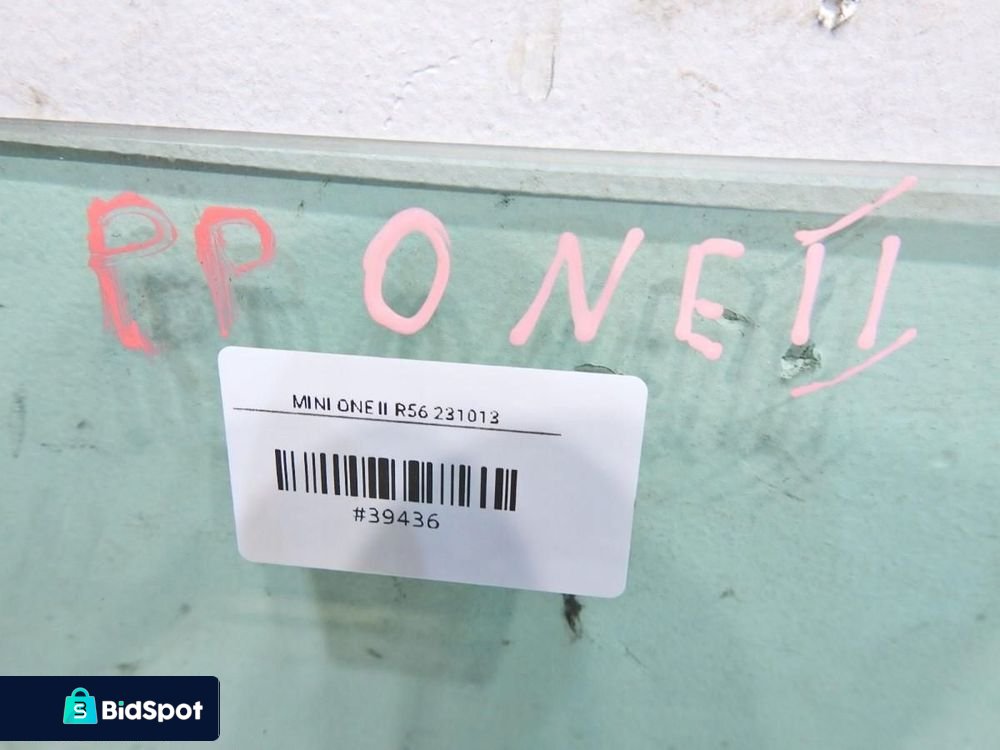 PP ONE II
MINI ONE II R56 231013
#39436
BidSpot